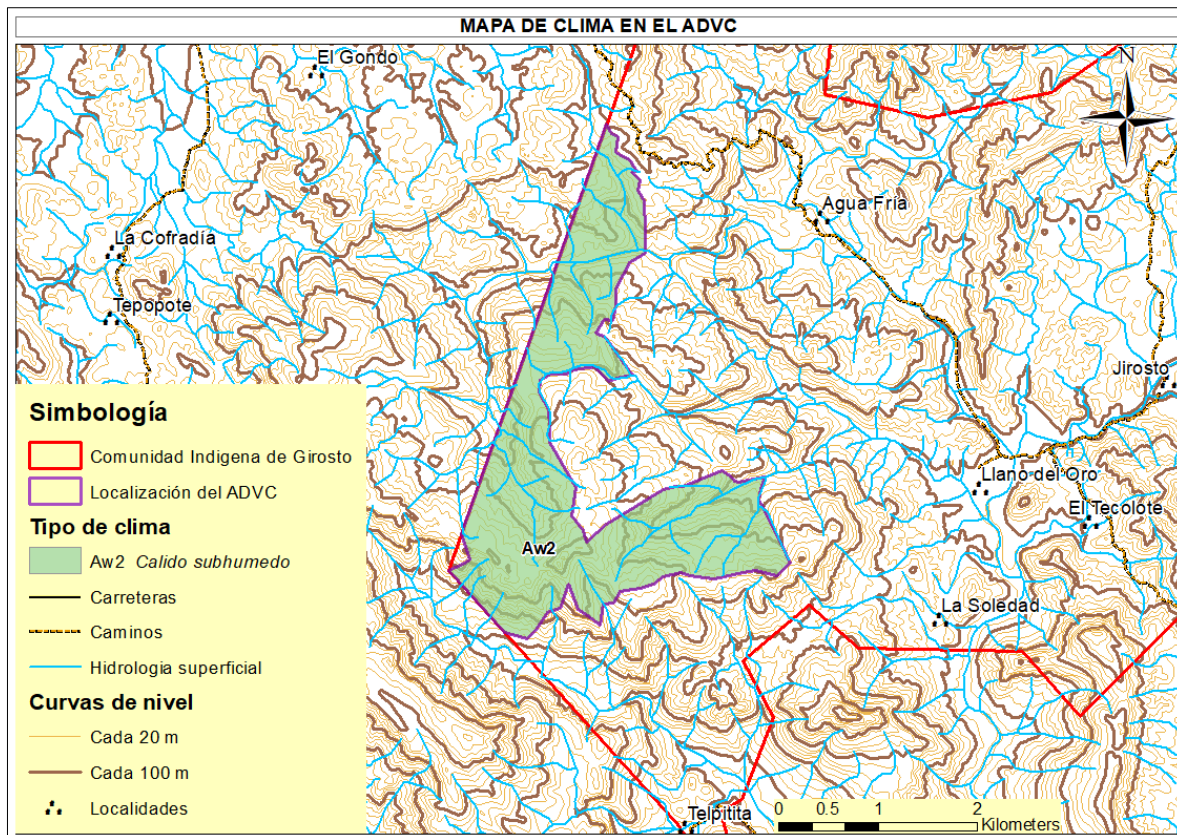 MAPA DE CLIMA EN EL ADVC
El Gondo
N
Agua Fría
La Cofradía
Tepopote
Jirosto
Llano del Oro
El Tecolote
Aw2
La Soledad
Telpitita
Simbología
Comunidad Indigena de Girosto
Localización del ADVC
Tipo de clima
Aw2 Calido subhumedo
Carreteras
Caminos
Hidrologia superficial
Curvas de nivel
Cada 20 m
Cada 100 m
Localidades
0 0.5 1 2
Kilometers